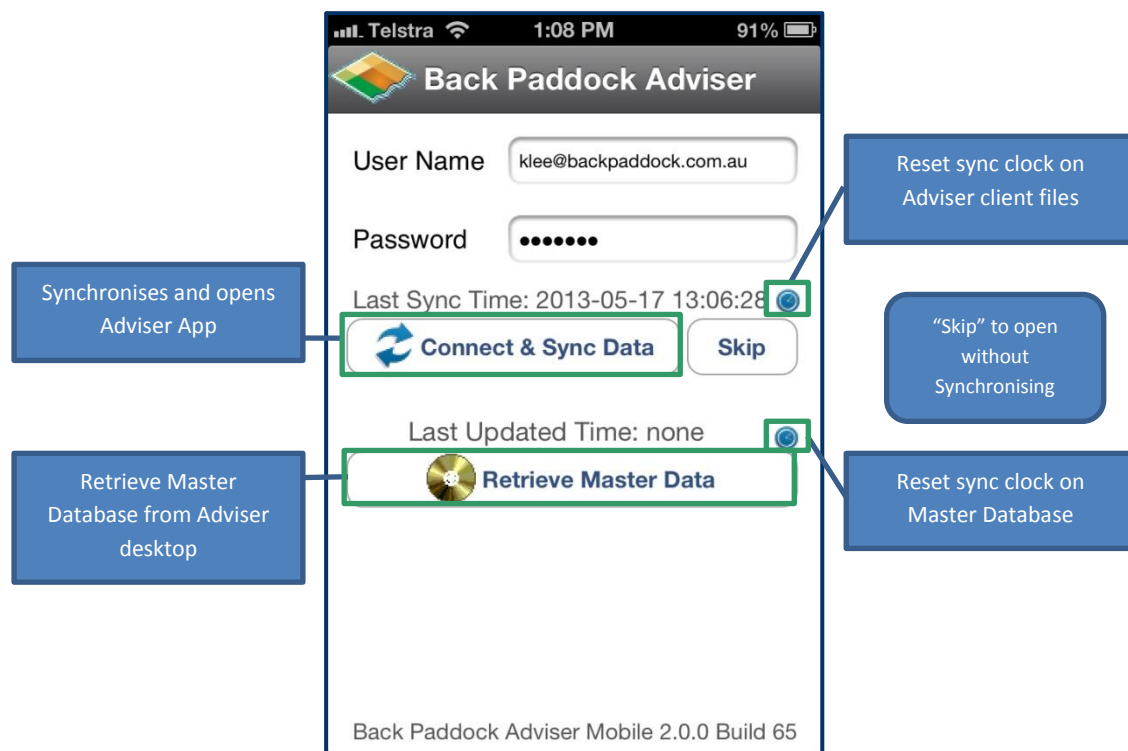 Telstra 1:08 PM 91%
Back Paddock Adviser
User Name klee@backpaddock.com.au
Password •••••••
Last Sync Time: 2013-05-17 13:06:28
Connect & Sync Data Skip
Last Updated Time: none
Retrieve Master Data
Back Paddock Adviser Mobile 2.0.0 Build 65
Synchronises and opens
Adviser App
Retrieve Master
Database from Adviser
desktop
Reset sync clock on
Adviser client files
“Skip” to open
without
Synchronising
Reset sync clock on
Master Database